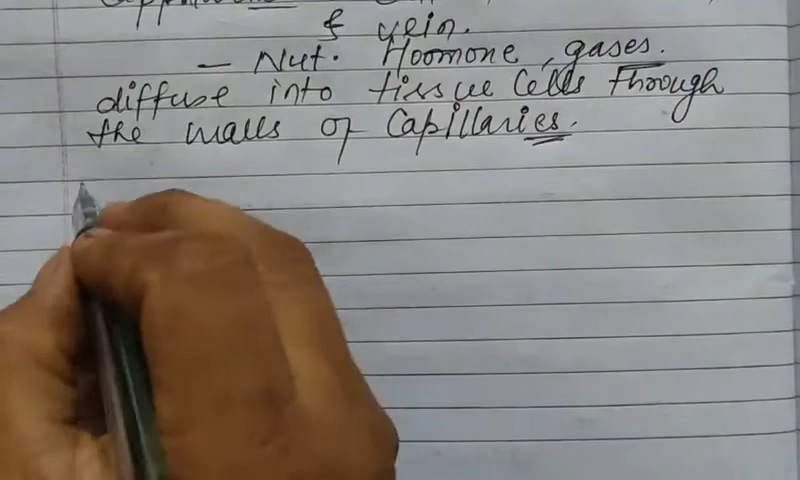 & vein.
- Nut. Hoomone, gases.
diffuse into tissue Cells through
the walls of Capillaries.